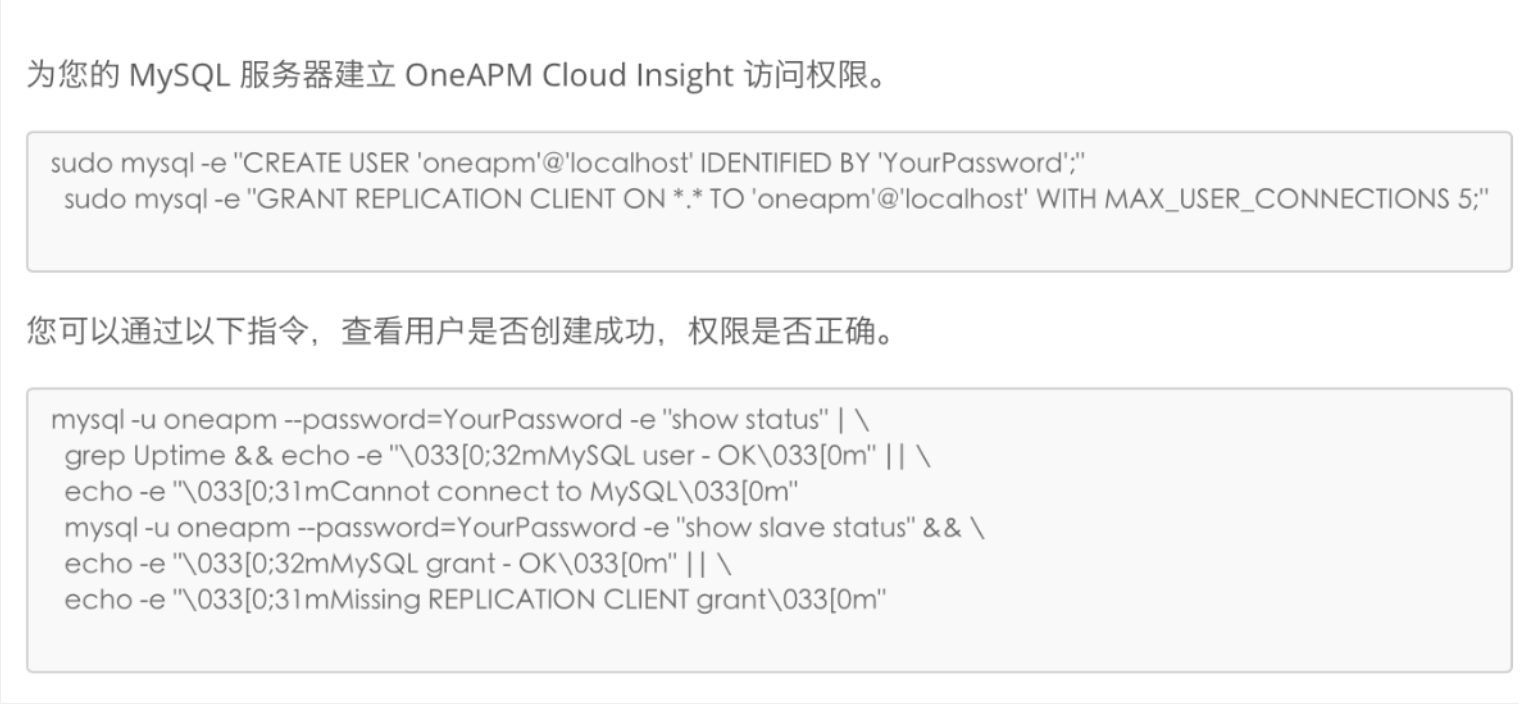 为您的 MySQL 服务器建立 OneAPM Cloud Insight 访问权限。
sudo mysql -e "CREATE USER 'oneapm'@'localhost' IDENTIFIED BY 'YourPassword';"
sudo mysql -e "GRANT REPLICATION CLIENT ON *.* TO 'oneapm'@'localhost' WITH MAX_USER_CONNECTIONS 5;"
您可以通过以下指令，查看用户是否创建成功，权限是否正确。
mysql -u oneapm --password=YourPassword -e "show status" | \
grep Uptime && echo -e "\033[0;32mMySQL user - OK\033[0m" || \
echo -e "\033[0;31mCannot connect to MySQL\033[0m"
mysql -u oneapm --password=YourPassword -e "show slave status" && \
echo -e "\033[0;32mMySQL grant - OK\033[0m" || \
echo -e "\033[0;31mMissing REPLICATION CLIENT grant\033[0m"